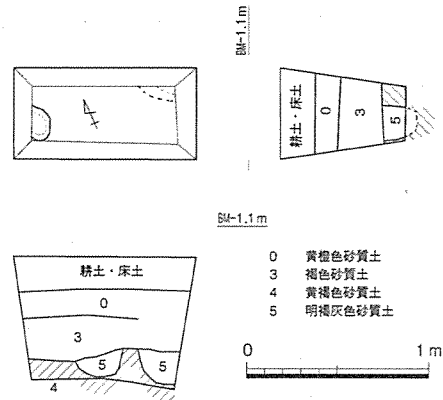 BM-1.1m
耕土・床土
0
3
5
BM-1.1m
耕土・床土
0
3
5
5
4
0 黄橙色砂質土
3 褐色砂質土
4 黄褐色砂質土
5 明褐灰色砂質土
0 1m